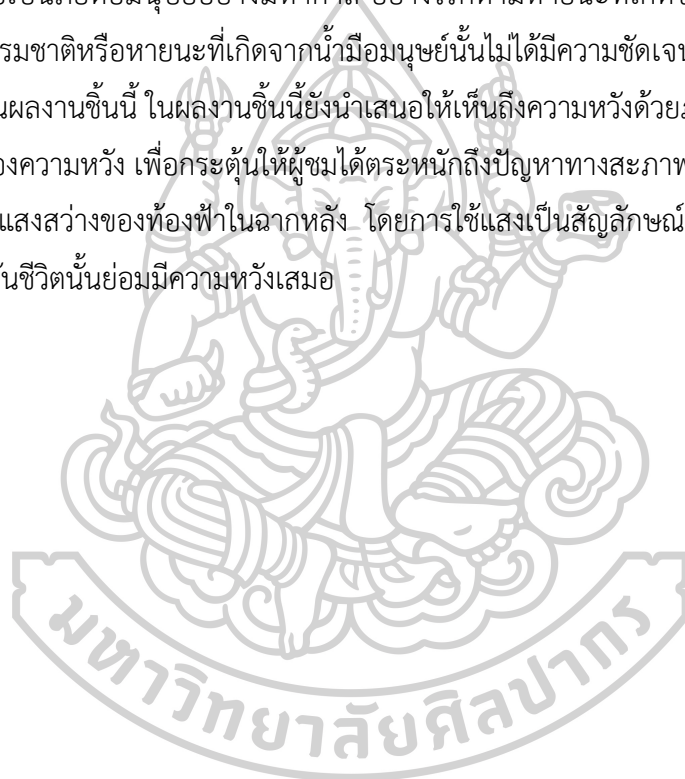 รมชาติหรือหายนะที่เกิดจากน้ำมือมนุษย์นั้นไม่ได้มีความชัดเจน
นผลงานชิ้นนี้ ในผลงานชิ้นนี้ยังนำเสนอให้เห็นถึงความหวังด้วย
องความหวัง เพื่อกระตุ้นให้ผู้ชมได้ตระหนักถึงปัญหาทางสะภาพ
แสงสว่างของท้องฟ้าในฉากหลัง โดยการใช้แสงเป็นสัญลักษณ์
ันชีวิตนั้นย่อมมีความหวังเสมอ
มหาวิทยาลัยศิลปากร